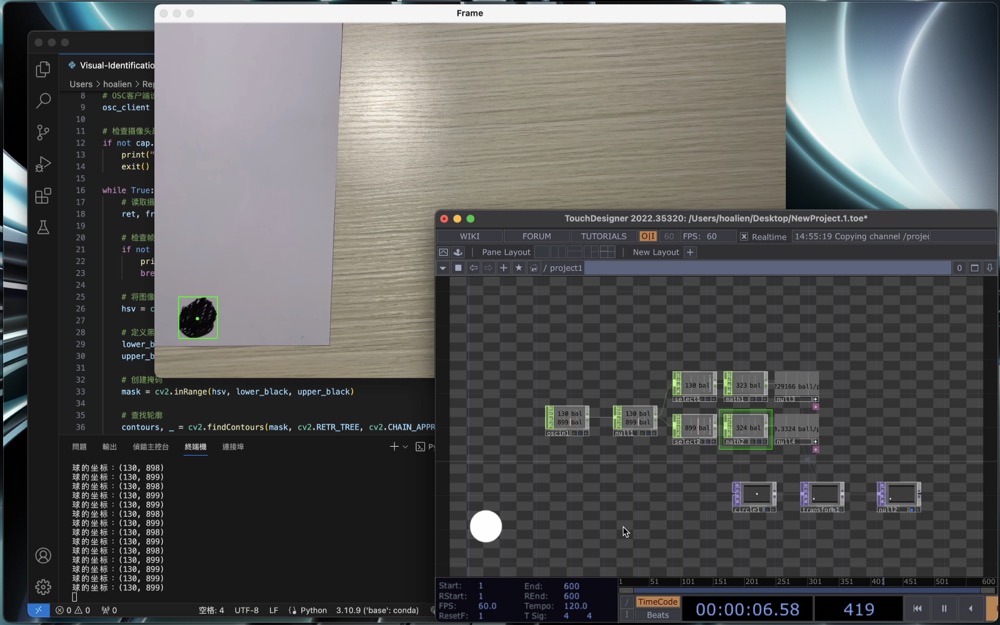 Frame
Visual-Identification
Users > hoalien >
8
9 osc_client
10
11 # 检查摄像头
12 if not cap.
13 print("
14 exit()
15
16 while True:
17 # 读取摄
18 ret, fr
19
20 # 检查帧
21 if not
22 pri
23 bre
24
25 # 将图像
26 hsv = c
27
28 # 定义黑
29 lower_b
30 upper_b
31
32 # 创建掩码
33 mask = cv2.inRange(hsv, lower_black, upper_black)
34
35 # 查找轮廓
36 contours, _ = cv2.findContours(mask, cv2.RETR_TREE, cv2.CHAIN_APPR
問題 輸出 偵錯主控台 終端機 連接埠
球的坐标：(130, 898)
球的坐标：(130, 899)
球的坐标：(130, 898)
球的坐标：(130, 899)
球的坐标：(130, 899)
球的坐标：(130, 899)
球的坐标：(130, 899)
球的坐标：(130, 898)
球的坐标：(130, 899)
球的坐标：(130, 898)
球的坐标：(130, 899)
球的坐标：(130, 899)
球的坐标：(130, 899)
0 0 0 空格: 4 UTF-8 LF Python 3.10.9 ('base': conda)
TouchDesigner 2022.35320: /Users/hoalien/Desktop/NewProject.1.toe*
WIKI FORUM TUTORIALS O|I 60 FPS: 60 Realtime 14:55:19 Copying channel /projec
Pane Layout New Layout +
/ project1 0
130 bal 323 bal 29166 ball/p
select1 math1 null3
130 bal 130 bal
899 bal 899 bal
oscin1 null1
899 bal 324 bal .3324 ball/p
select2 math2 null4
circle1 transform1 null2
Start: 1 End: 600
RStart: 1 REnd: 600
FPS: 60.0 Tempo: 120.0
ResetF: 1 T Sig: 4 4
1 51 101 151 201 251 301 351 401 451 501 551 600
TimeCode
Beats
00:00:06.58 419